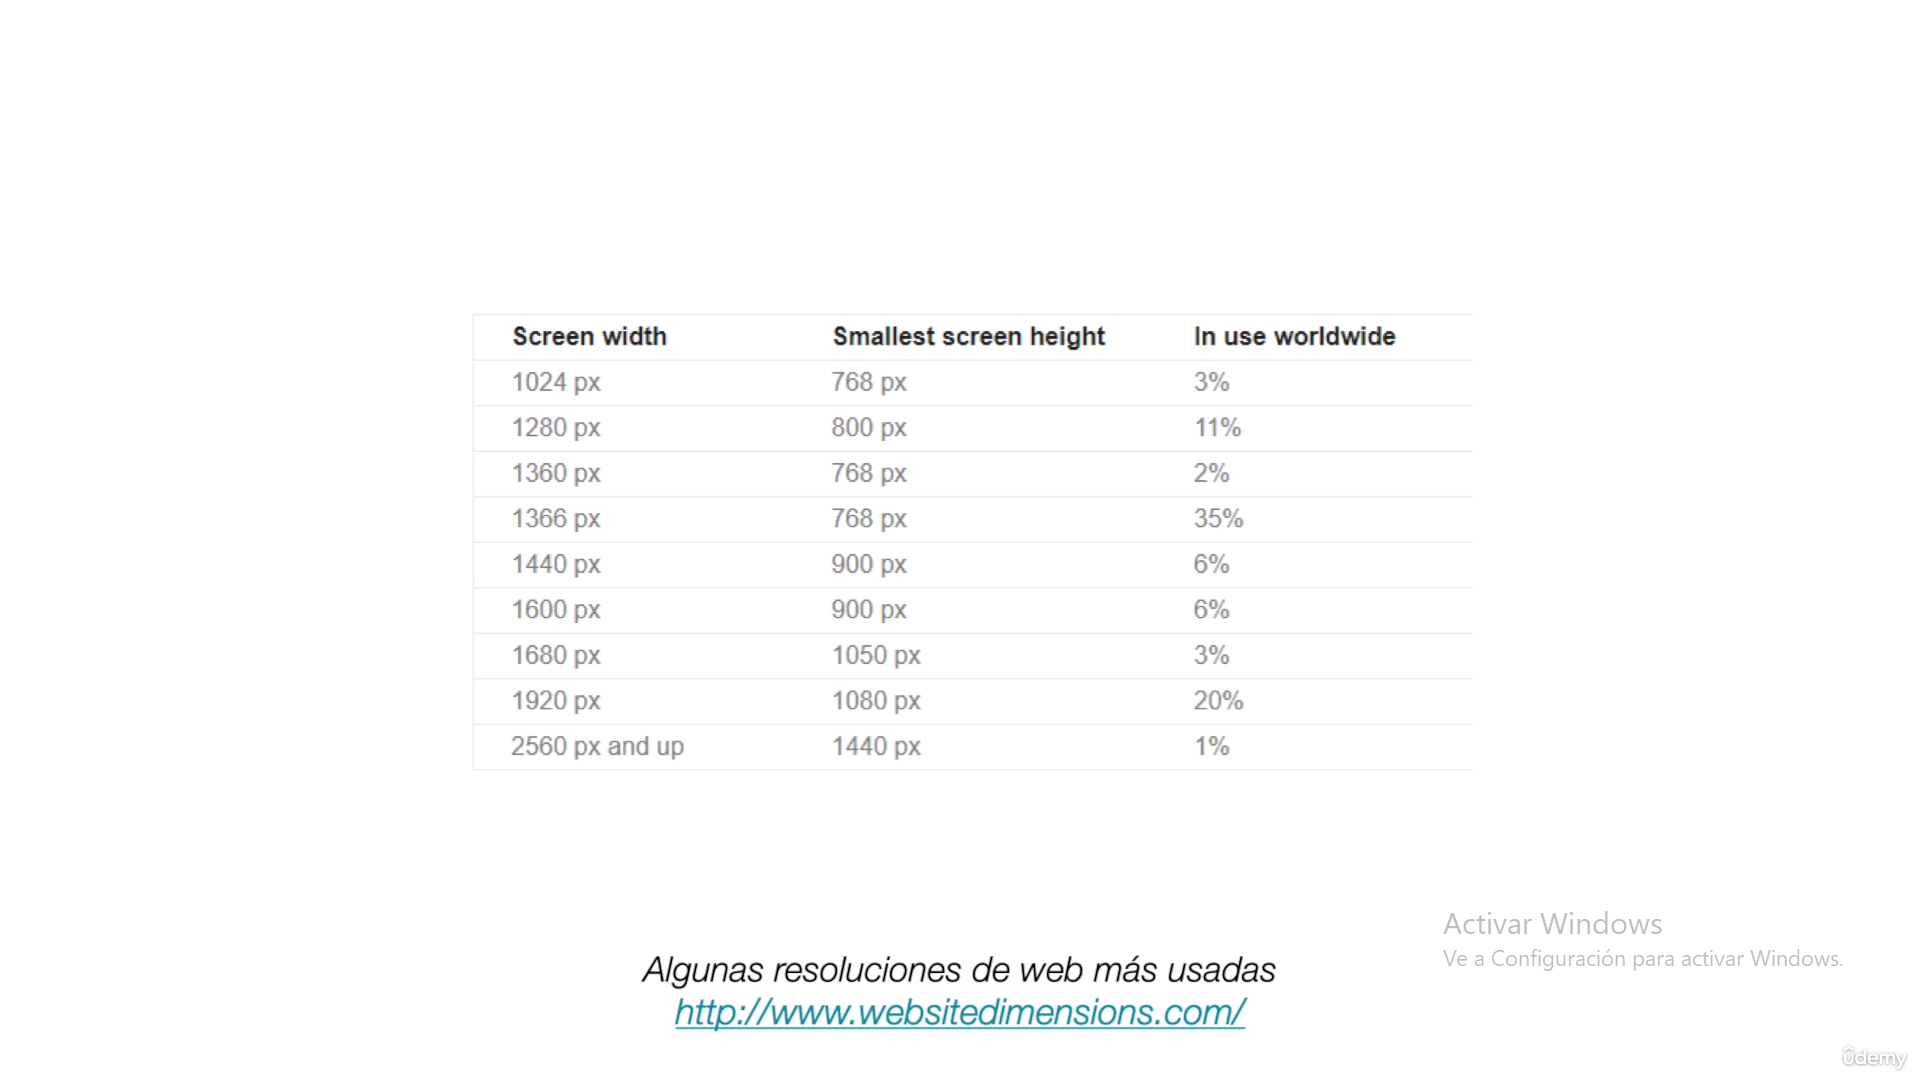 Screen width Smallest screen height In use worldwide
1024 px 768 px 3%
1280 px 800 px 11%
1360 px 768 px 2%
1366 px 768 px 35%
1440 px 900 px 6%
1600 px 900 px 6%
1680 px 1050 px 3%
1920 px 1080 px 20%
2560 px and up 1440 px 1%
Activar Windows
Ve a Configuración para activar Windows.
Algunas resoluciones de web más usadas
http://www.websitedimensions.com/
ûdemy